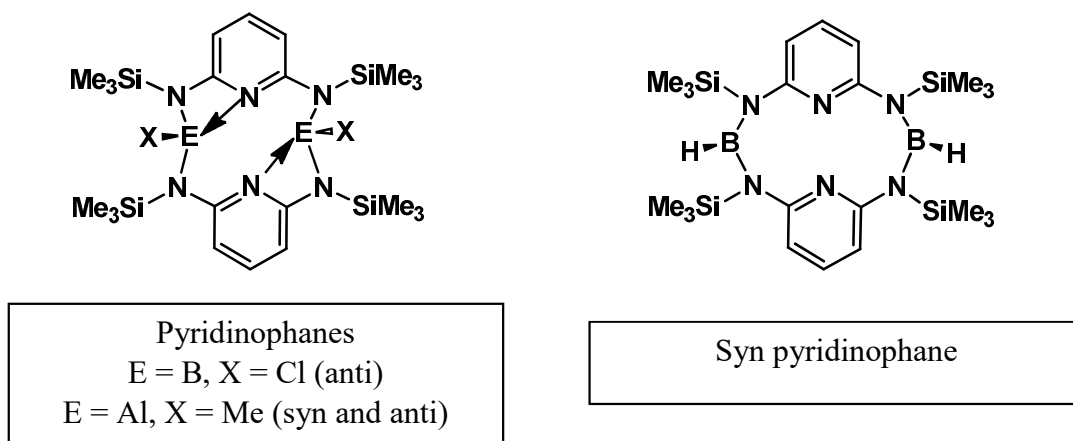 Me3Si
N
N
N
SiMe3
X
E
E
X
N
N
N
Me3Si
SiMe3
Me3Si
N
N
N
SiMe3
H
B
B
H
N
N
N
Me3Si
SiMe3
Pyridinophanes
E = B, X = Cl (anti)
E = Al, X = Me (syn and anti)
Syn pyridinophane